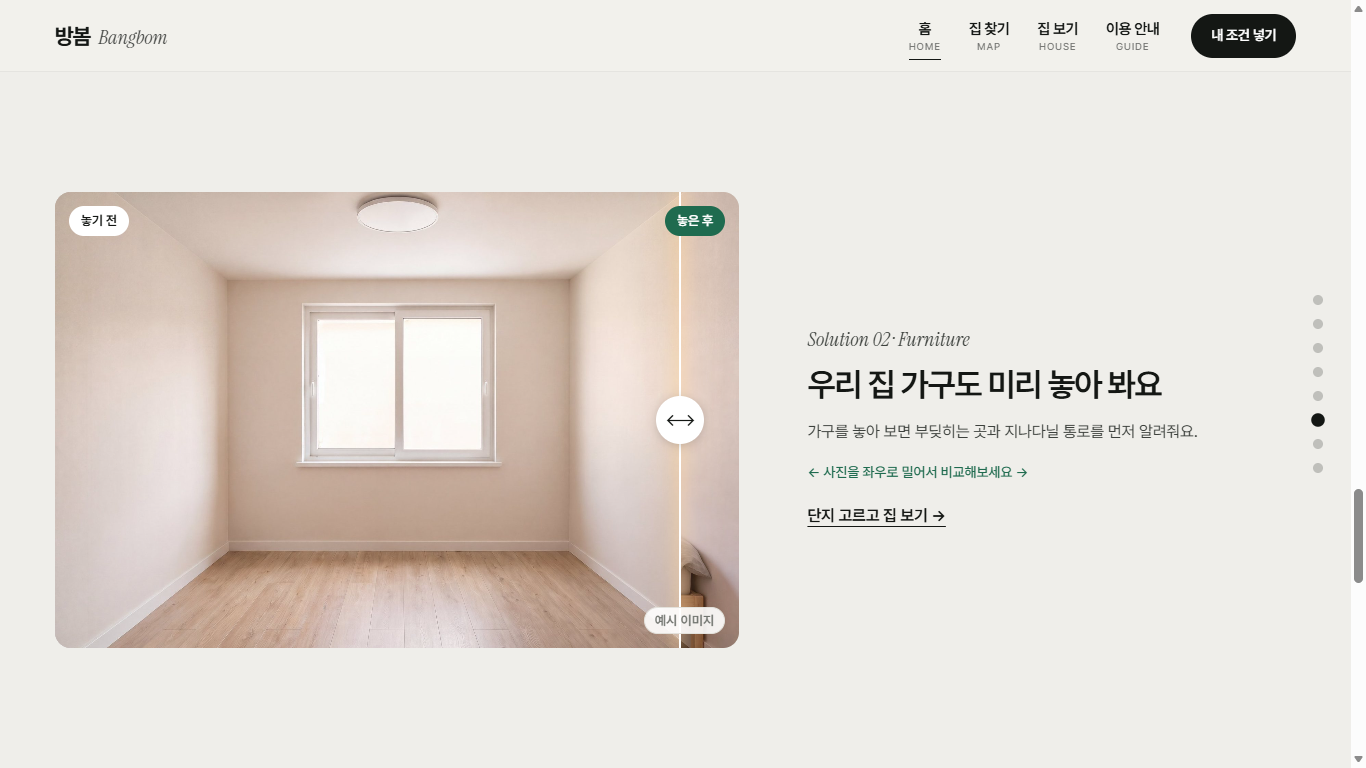 방봄 Bangbom
홈
HOME
집 찾기
MAP
집 보기
HOUSE
이용 안내
GUIDE
내 조건 넣기
놓기 전
놓은 후
예시 이미지
Solution 02· Furniture
우리 집 가구도 미리 놓아 봐요
가구를 놓아 보면 부딪히는 곳과 지나다닐 통로를 먼저 알려줘요.
← 사진을 좌우로 밀어서 비교해보세요 →
단지 고르고 집 보기 →